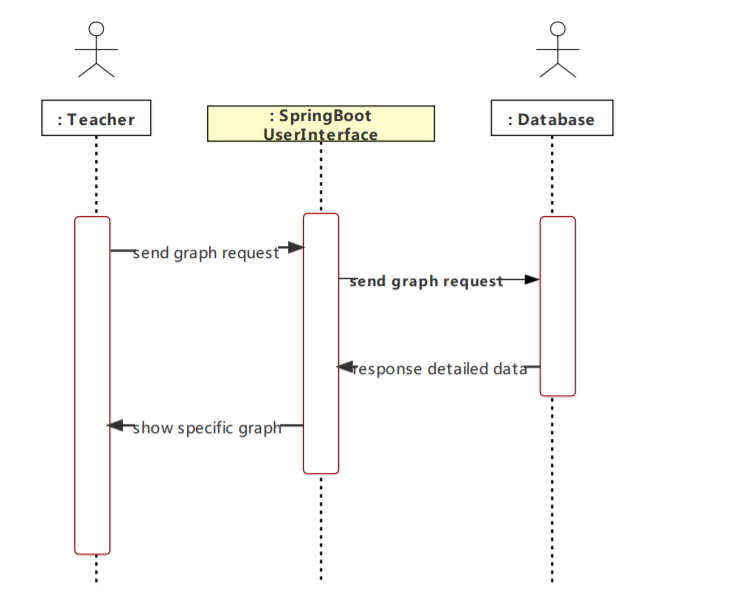 : Teacher
: SpringBoot
UserInterface
: Database
send graph request
send graph request
response detailed data
show specific graph